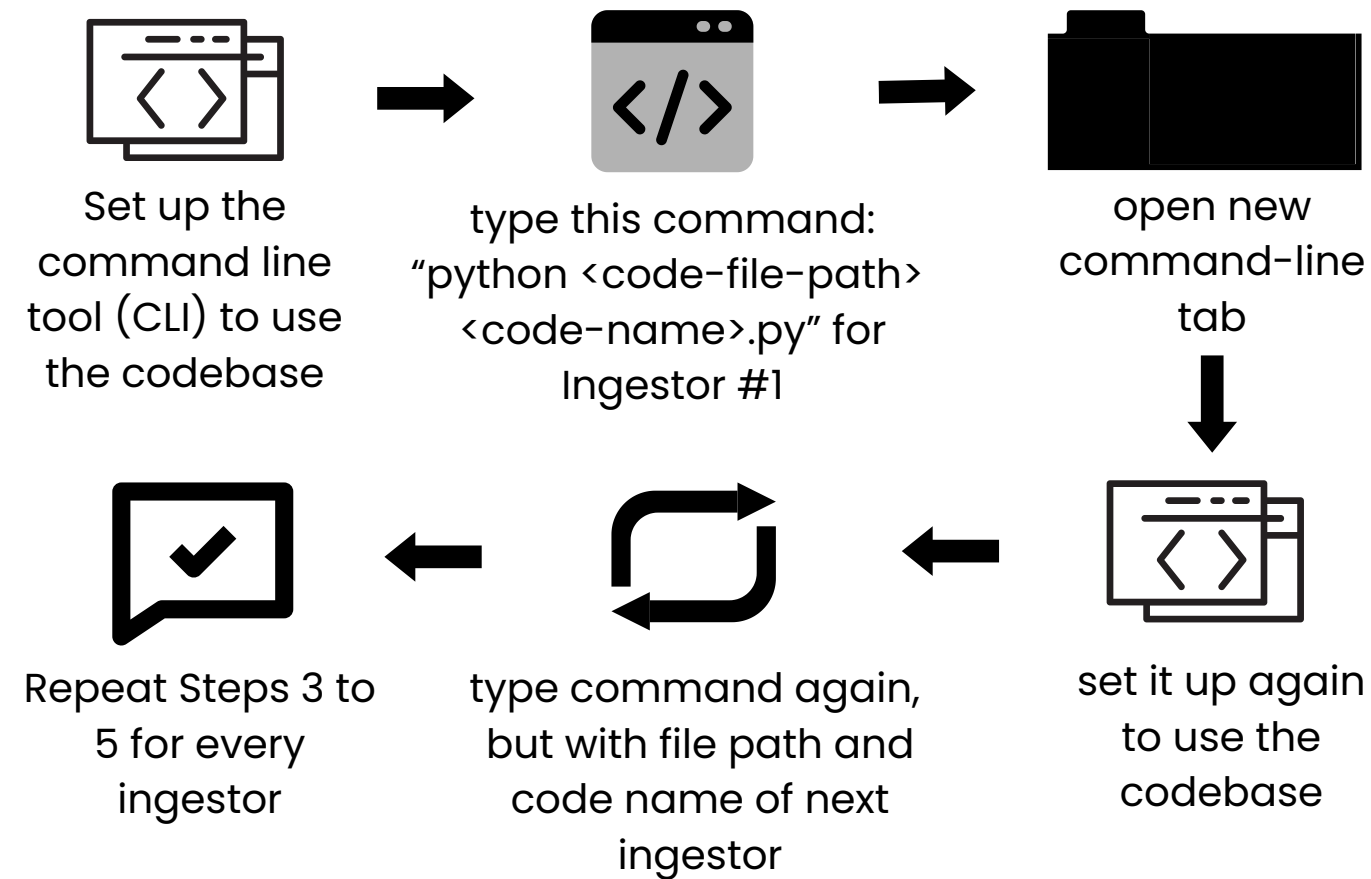 Set up the
command line
tool (CLI) to use
the codebase
type this command:
“python <code-file-path>
<code-name>.py” for
Ingestor #1
open new
command-line
tab
set it up again
to use the
codebase
type command again,
but with file path and
code name of next
ingestor
Repeat Steps 3 to
5 for every
ingestor